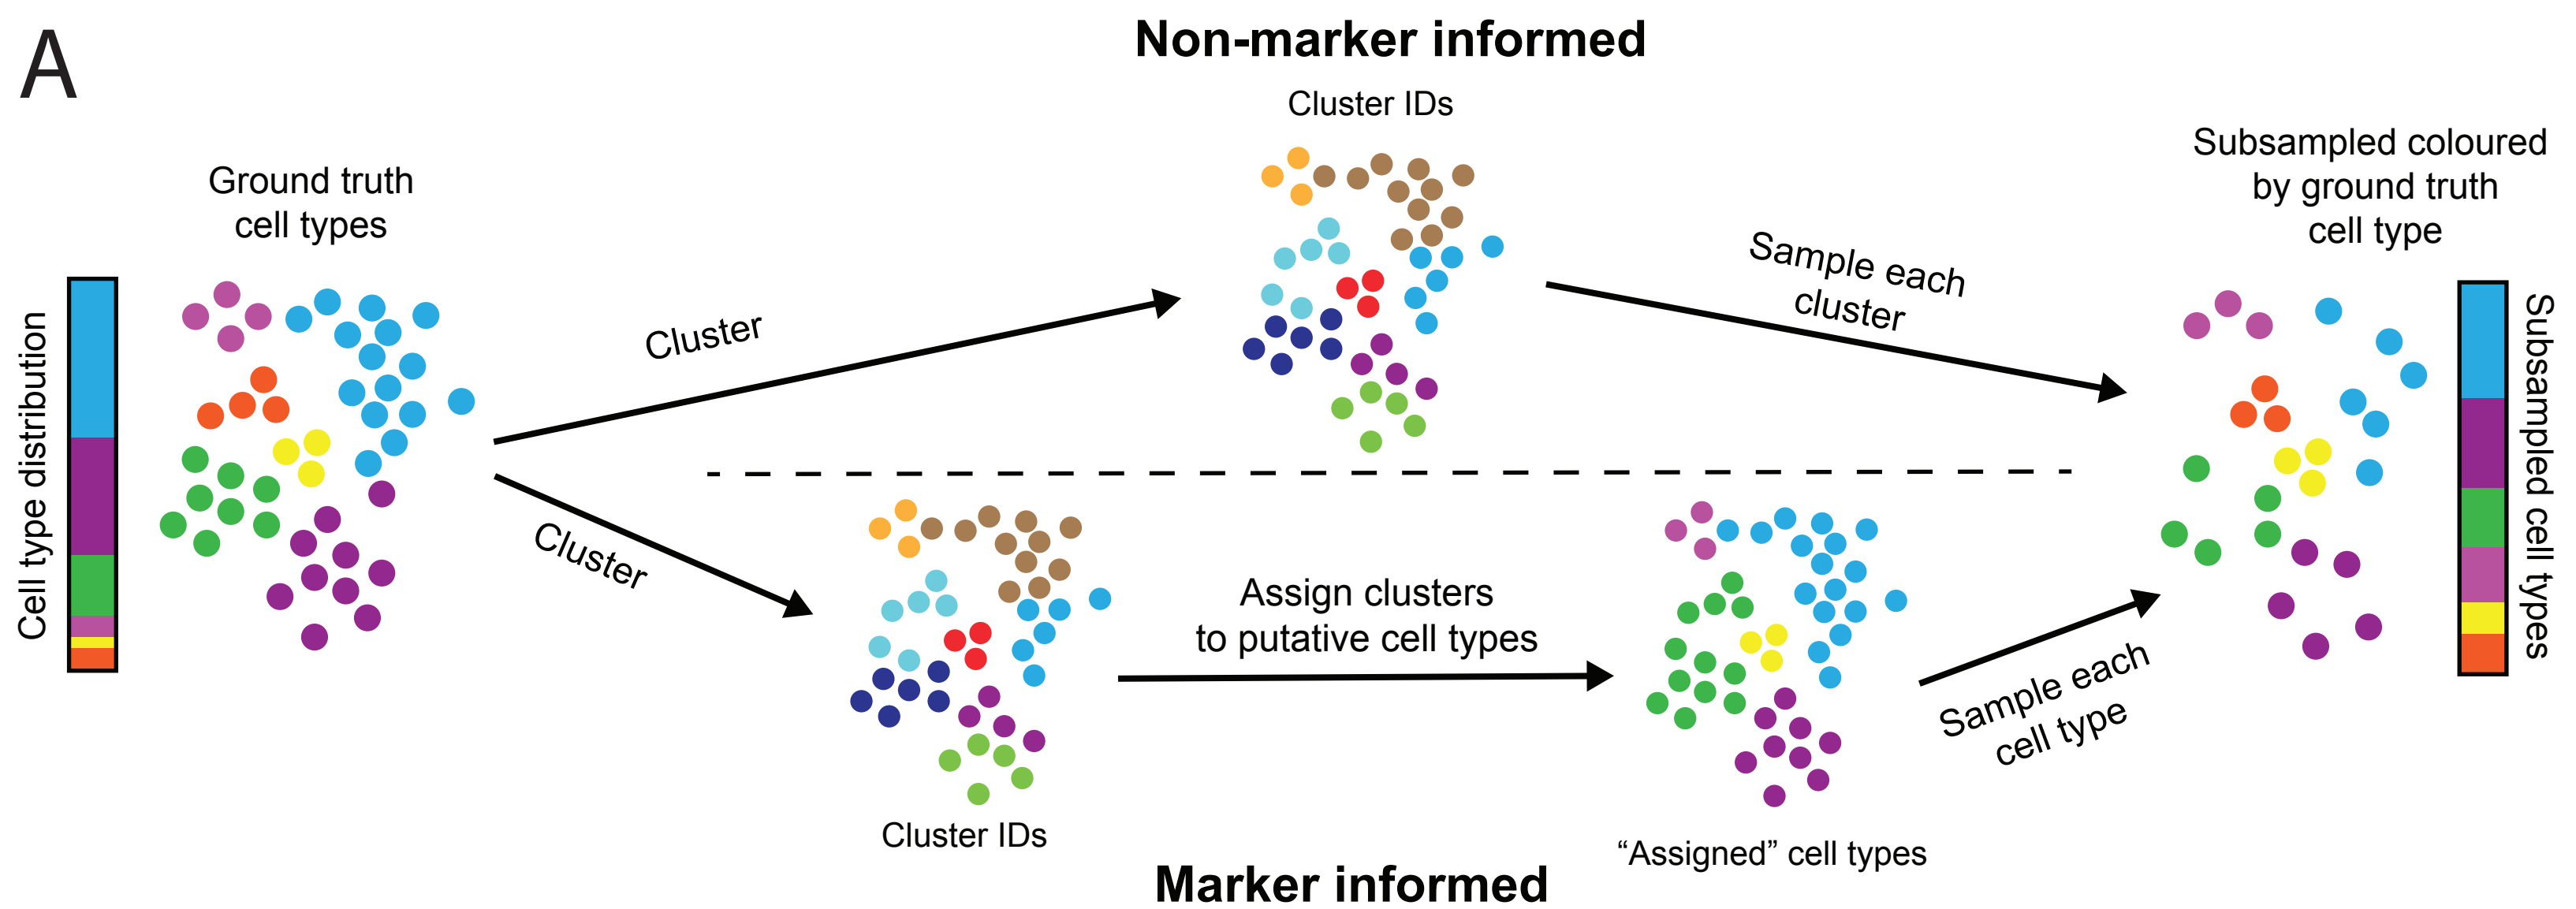 A
Non-marker informed
Cluster IDs
Ground truth
cell types
Cell type distribution
Cluster
Sample each
cluster
Subsampled coloured
by ground truth
cell type
Subsampled cell types
Cluster
Cluster IDs
Assign clusters
to putative cell types
“Assigned” cell types
Sample each
cell type
Marker informed